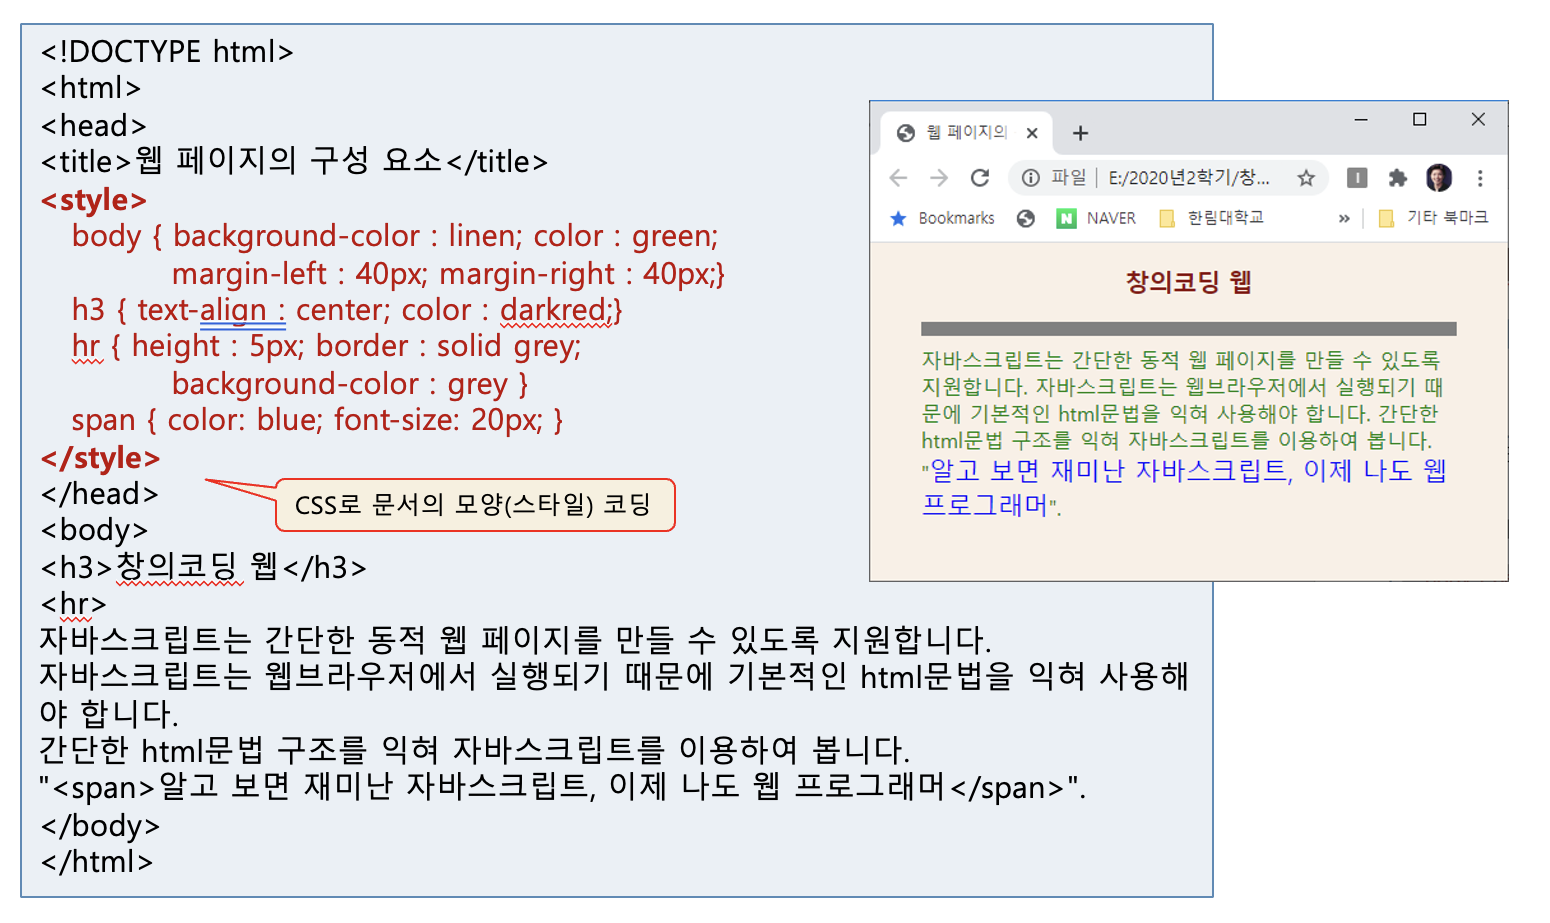 <!DOCTYPE html>
<html>
<head>
<title>웹 페이지의 구성 요소</title>
<style>
body { background-color : linen; color : green;
margin-left : 40px; margin-right : 40px;}
h3 { text-align : center; color : darkred;}
hr { height : 5px; border : solid grey;
background-color : grey }
span { color: blue; font-size: 20px; }
</style>
</head>
CSS로 문서의 모양(스타일) 코딩
<body>
<h3>창의코딩 웹</h3>
<hr>
자바스크립트는 간단한 동적 웹 페이지를 만들 수 있도록 지원합니다.
자바스크립트는 웹브라우저에서 실행되기 때문에 기본적인 html문법을 익혀 사용해
야 합니다.
간단한 html문법 구조를 익혀 자바스크립트를 이용하여 봅니다.
"<span>알고 보면 재미난 자바스크립트, 이제 나도 웹 프로그래머</span>".
</body>
</html>
웹 페이지의
파일 | E:/2020년2학기/창...
Bookmarks NAVER 한림대학교 » 기타 북마크
창의코딩 웹
자바스크립트는 간단한 동적 웹 페이지를 만들 수 있도록
지원합니다. 자바스크립트는 웹브라우저에서 실행되기 때
문에 기본적인 html문법을 익혀 사용해야 합니다. 간단한
html문법 구조를 익혀 자바스크립트를 이용하여 봅니다.
"알고 보면 재미난 자바스크립트, 이제 나도 웹
프로그래머".